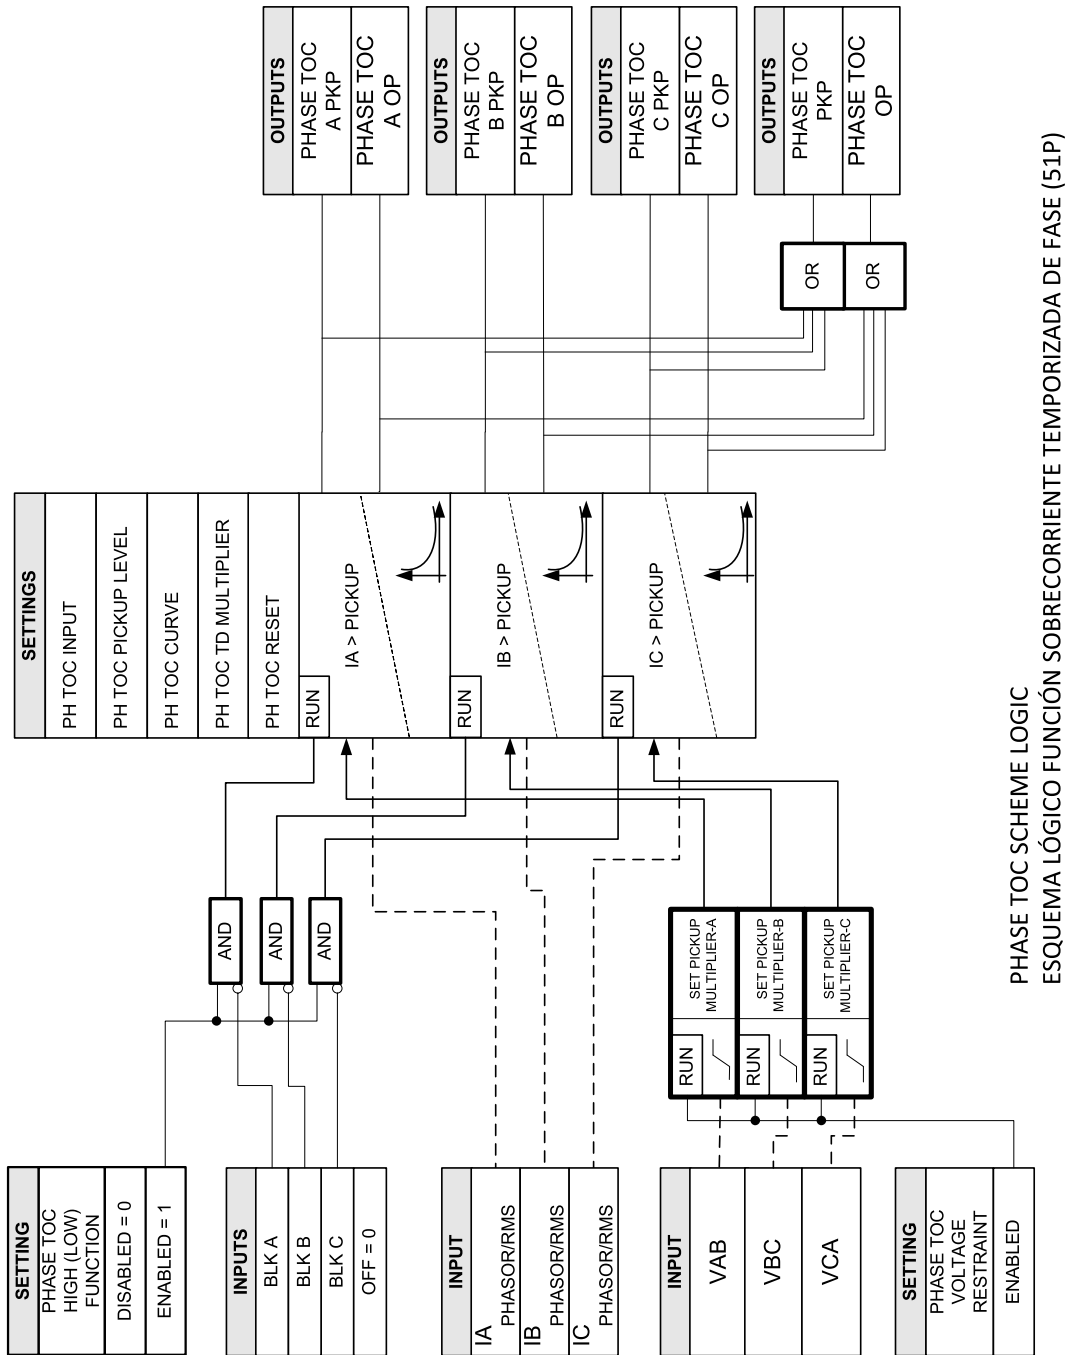 SETTING
PHASE TOC
HIGH (LOW)
FUNCTION
DISABLED = 0
ENABLED = 1
INPUTS
BLK A
BLK B
BLK C
OFF = 0
INPUT
IA
PHASOR/RMS
IB
PHASOR/RMS
IC
PHASOR/RMS
INPUT
VAB
VBC
VCA
SETTING
PHASE TOC
VOLTAGE
RESTRAINT
ENABLED
AND
AND
AND
RUN
SET PICKUP
MULTIPLIER-A
RUN
SET PICKUP
MULTIPLIER-B
RUN
SET PICKUP
MULTIPLIER-C
SETTINGS
PH TOC INPUT
PH TOC PICKUP LEVEL
PH TOC CURVE
PH TOC TD MULTIPLIER
PH TOC RESET
RUN
IA > PICKUP
RUN
IB > PICKUP
RUN
IC > PICKUP
OR
OR
OUTPUTS
PHASE TOC
A PKP
PHASE TOC
A OP
OUTPUTS
PHASE TOC
B PKP
PHASE TOC
B OP
OUTPUTS
PHASE TOC
C PKP
PHASE TOC
C OP
OUTPUTS
PHASE TOC
PKP
PHASE TOC
OP
PHASE TOC SCHEME LOGIC
ESQUEMA LÓGICO FUNCIÓN SOBRECORRIENTE TEMPORIZADA DE FASE (51P)